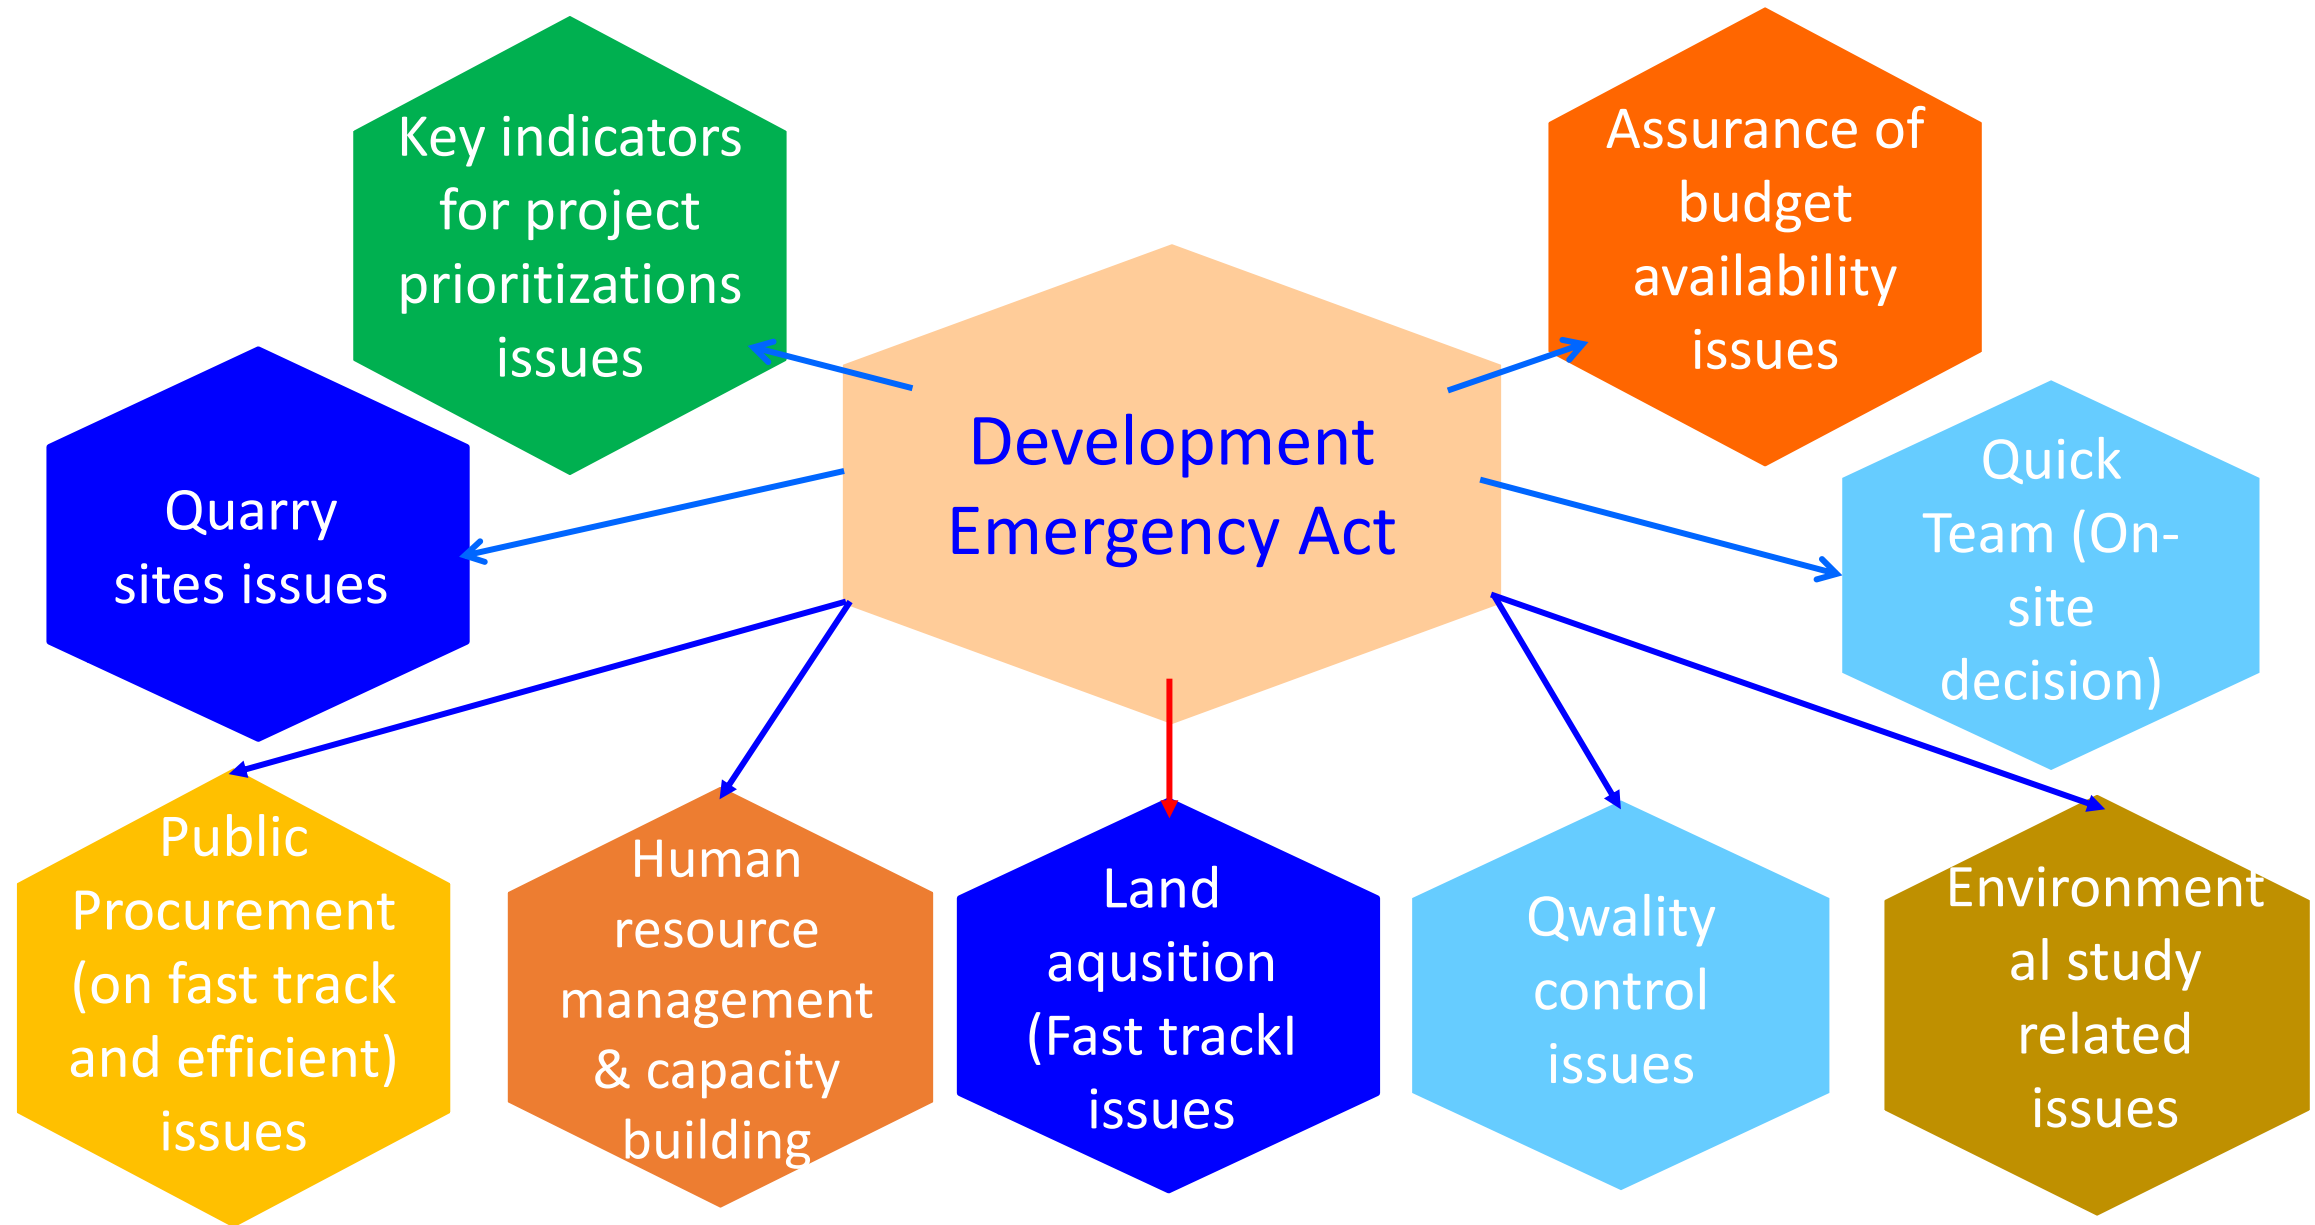 Key indicators
for project
prioritizations
issues
Assurance of
budget
availability
issues
Development
Emergency Act
Quarry
sites issues
Quick
Team (On-
site
decision)
Public
Procurement
(on fast track
and efficient)
issues
Human
resource
management
& capacity
building
Land
aqusition
(Fast trackl
issues
Qwality
control
issues
Environment
al study
related
issues